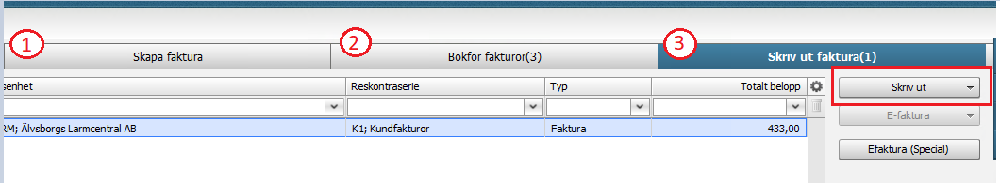 1 2 3
Skapa faktura Bokför fakturor(3) Skriv ut faktura(1)
senhet Reskontraserie Typ Totalt belopp Skriv ut
E-faktura
RM; Älvsborgs Larmcentral AB K1; Kundfakturor Faktura 433,00
Efaktura (Special)